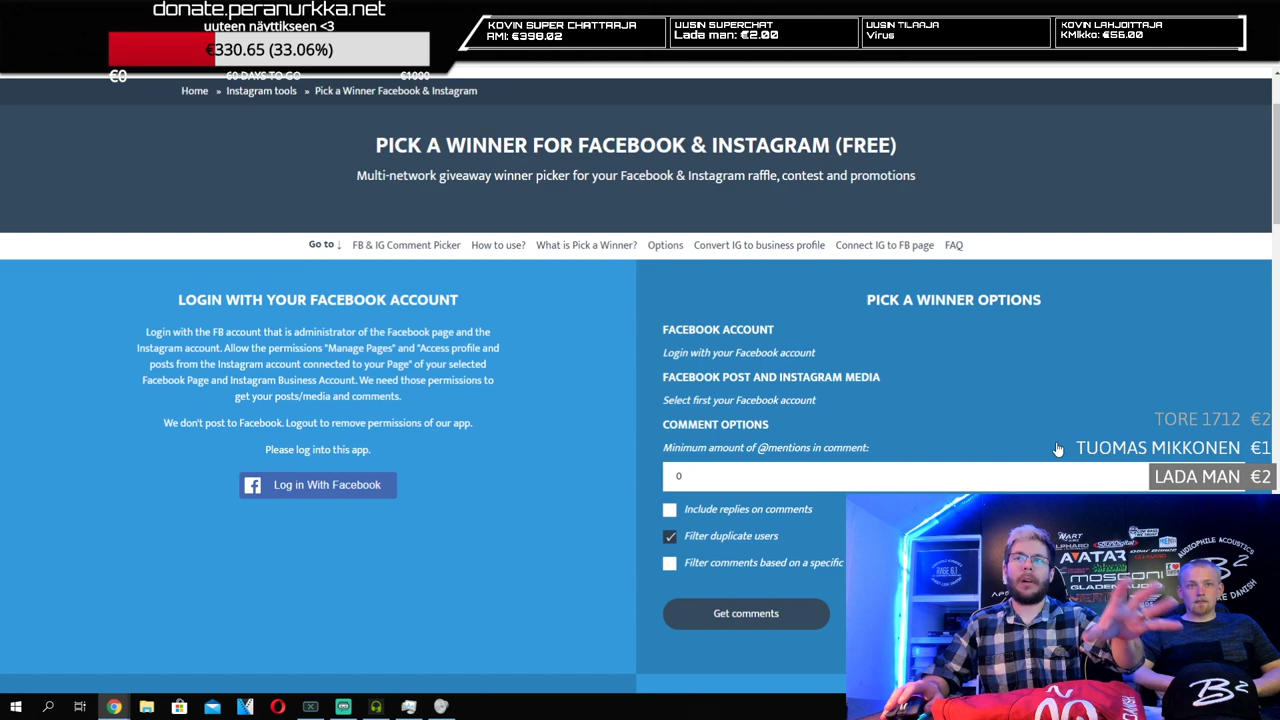 donate.peranurkka.net
uuteen näyttikseen <3
€330.65 (33.06%)
€0
60 DAYS TO GO
€1000
KOVIN SUPER CHATTAAJA
AMI: €398.02
UUSIN SUPERCHAT
Lada man: €2.00
UUSIN TILAAJA
Virus
KOVIN LAHJOITTAJA
KMikko: €56.00
Home » Instagram tools » Pick a Winner Facebook & Instagram
PICK A WINNER FOR FACEBOOK & INSTAGRAM (FREE)
Multi-network giveaway winner picker for your Facebook & Instagram raffle, contest and promotions
Go to ↓ FB & IG Comment Picker How to use? What is Pick a Winner? Options Convert IG to business profile Connect IG to FB page FAQ
LOGIN WITH YOUR FACEBOOK ACCOUNT
Login with the FB account that is administrator of the Facebook page and the
Instagram account. Allow the permissions "Manage Pages" and "Access profile and
posts from the Instagram account connected to your Page" of your selected
Facebook Page and Instagram Business Account. We need those permissions to
get your posts/media and comments.
We don't post to Facebook. Logout to remove permissions of our app.
Please log into this app.
Log in With Facebook
PICK A WINNER OPTIONS
FACEBOOK ACCOUNT
Login with your Facebook account
FACEBOOK POST AND INSTAGRAM MEDIA
Select first your Facebook account
COMMENT OPTIONS
Minimum amount of @mentions in comment:
0
Include replies on comments
Filter duplicate users
Filter comments based on a specific
Get comments
TORE 1712 €2
TUOMAS MIKKONEN €1
LADA MAN €2
AVATAR
MOSCONI
GLADEN
AUDIOPHILE ACOUSTICS
B²
DANISH
B²